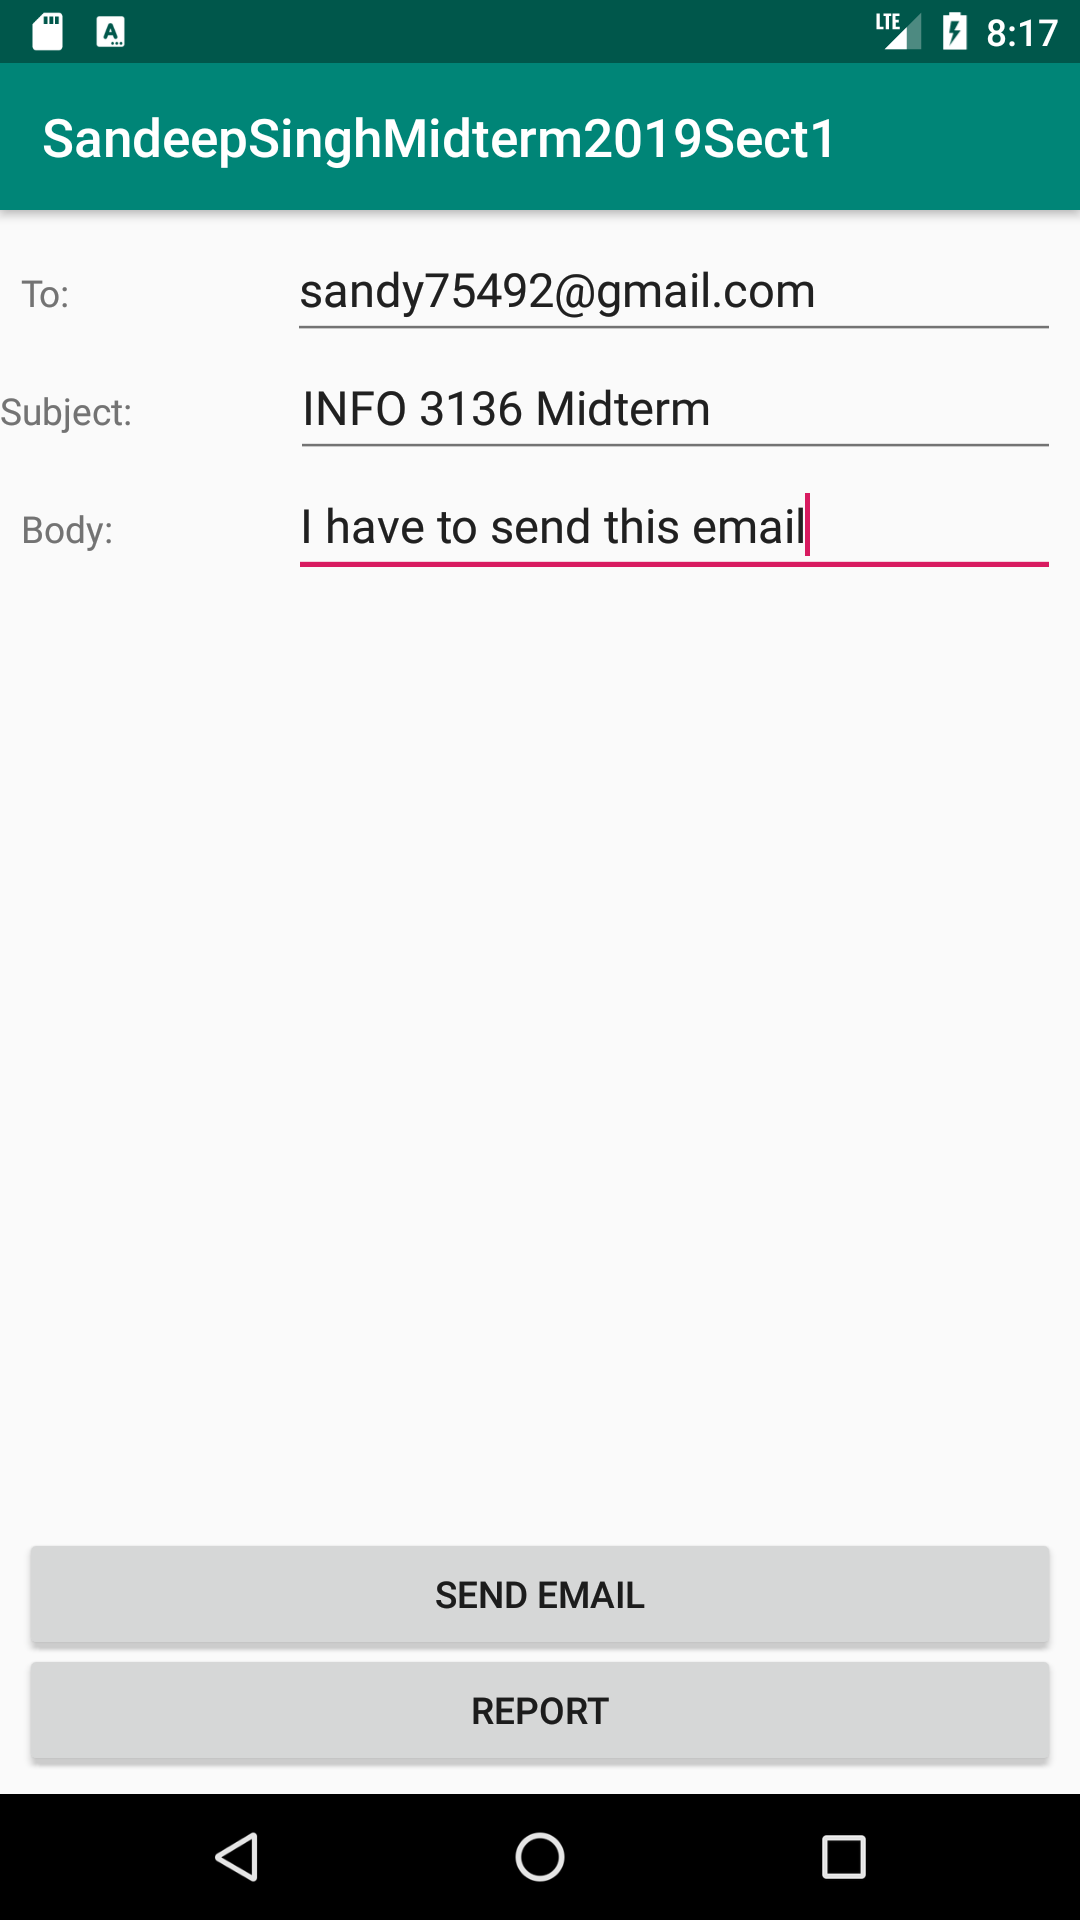 LTE 8:17
SandeepSinghMidterm2019Sect1
To: sandy75492@gmail.com
Subject: INFO 3136 Midterm
Body: I have to send this email
SEND EMAIL
REPORT